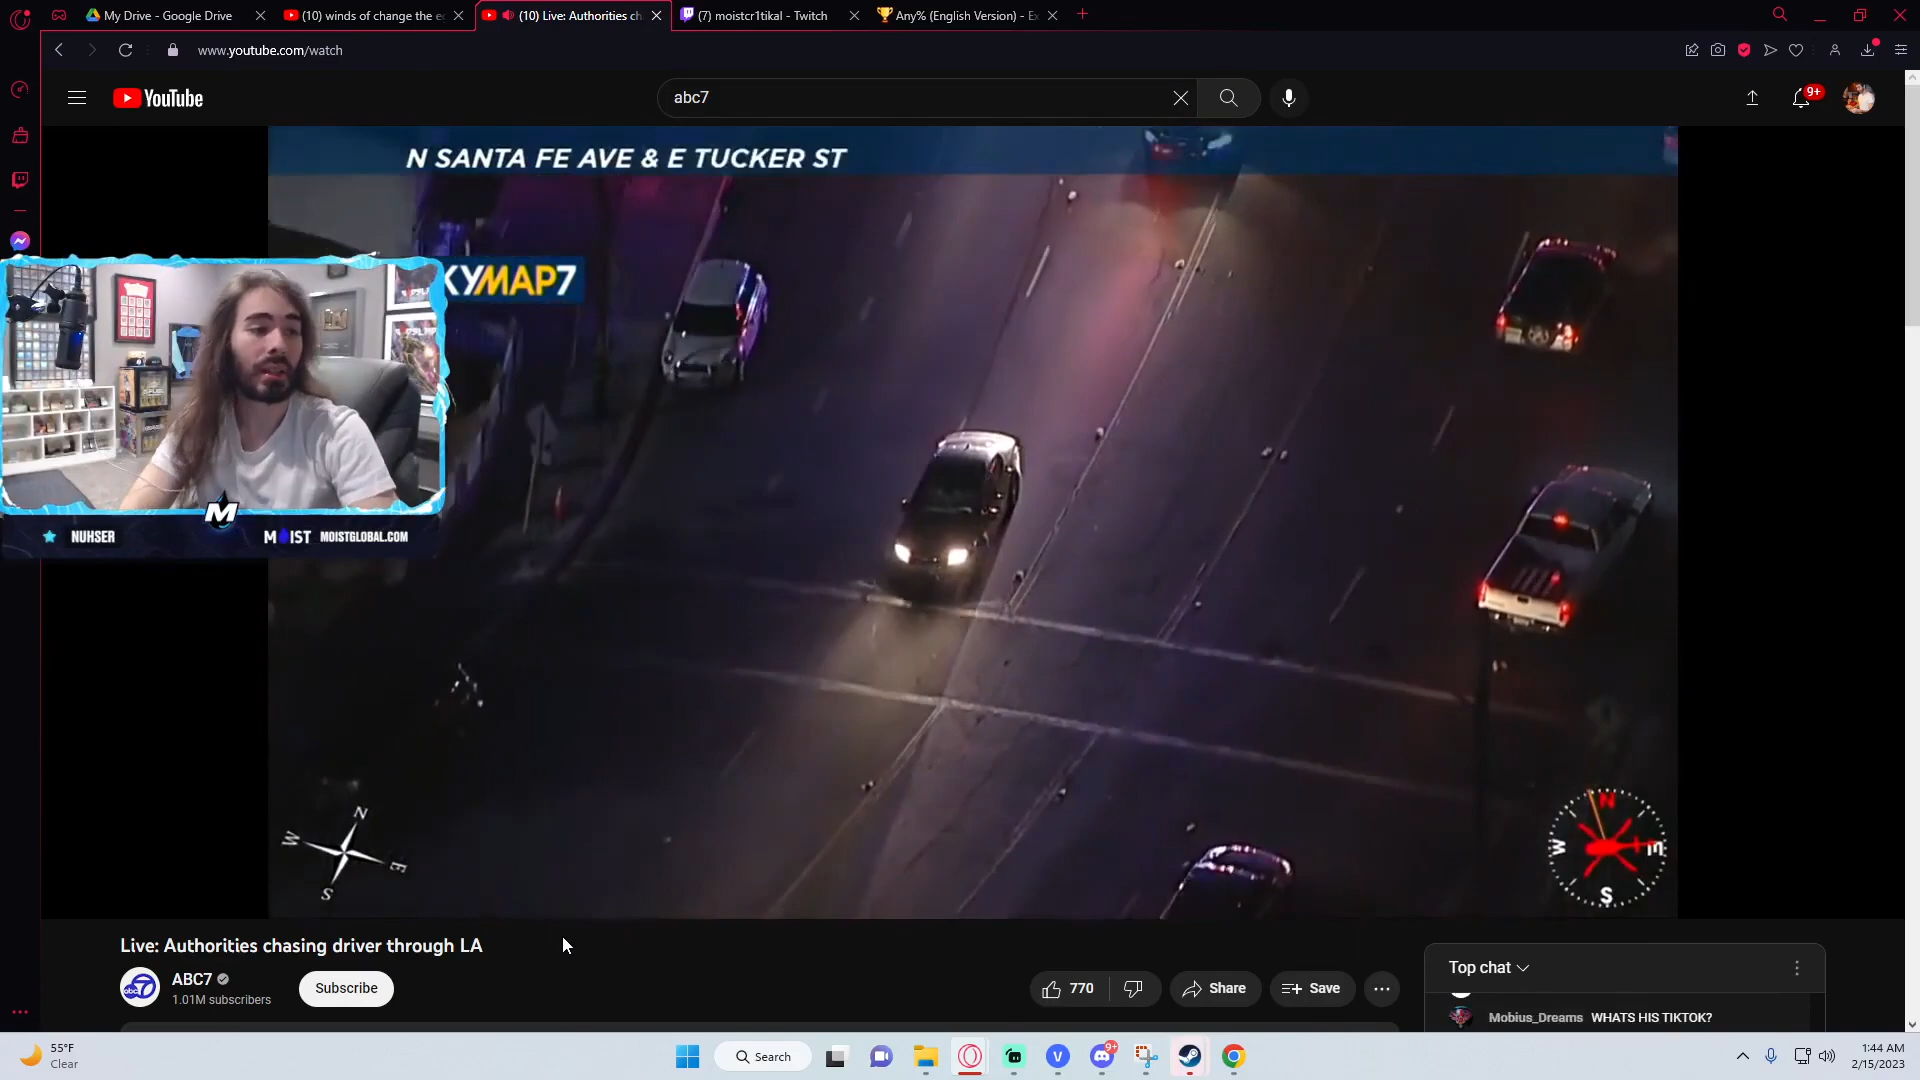 My Drive - Google Drive
(10) winds of change the e
(10) Live: Authorities ch
(7) moistcr1tikal - Twitch
Any% (English Version) - Ex
www.youtube.com/watch
YouTube
abc7
9+
N SANTA FE AVE & E TUCKER ST
KYMAP7
NUHSER
MOIST
MOISTGLOBAL.COM
N
W
E
S
N
W
E
S
Live: Authorities chasing driver through LA
ABC7
1.01M subscribers
Subscribe
770
Share
Save
Top chat
Mobius_Dreams WHATS HIS TIKTOK?
55°F
Clear
Search
9+
1:44 AM
2/15/2023